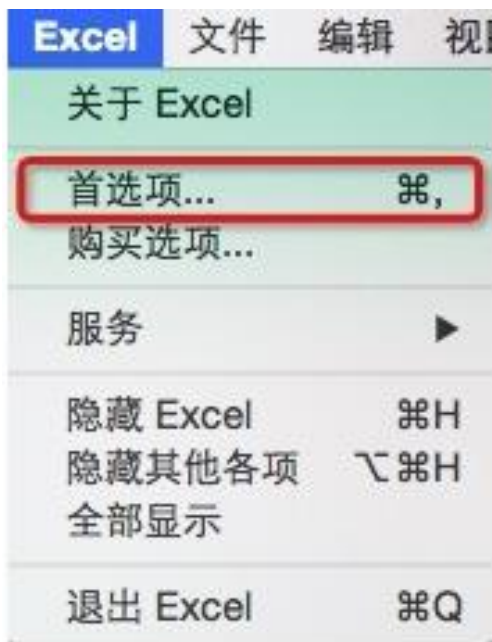 Excel 文件 编辑
关于 Excel
首选项... ⌘,
购买选项...
服务 ▶
隐藏 Excel ⌘H
隐藏其他各项 ⌥⌘H
全部显示
退出 Excel ⌘Q